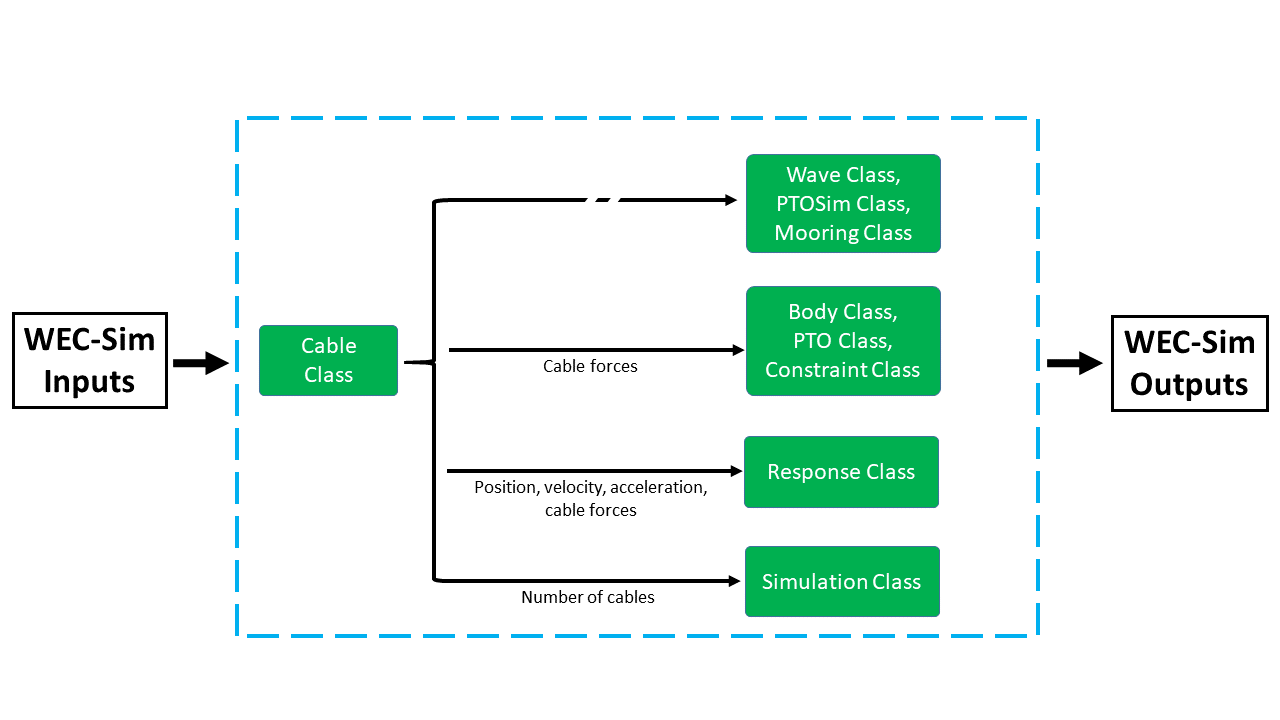 WEC-Sim
Inputs
Cable
Class
Wave Class,
PTOSim Class,
Mooring Class
Cable forces
Body Class,
PTO Class,
Constraint Class
Position, velocity, acceleration,
cable forces
Response Class
Number of cables
Simulation Class
WEC-Sim
Outputs